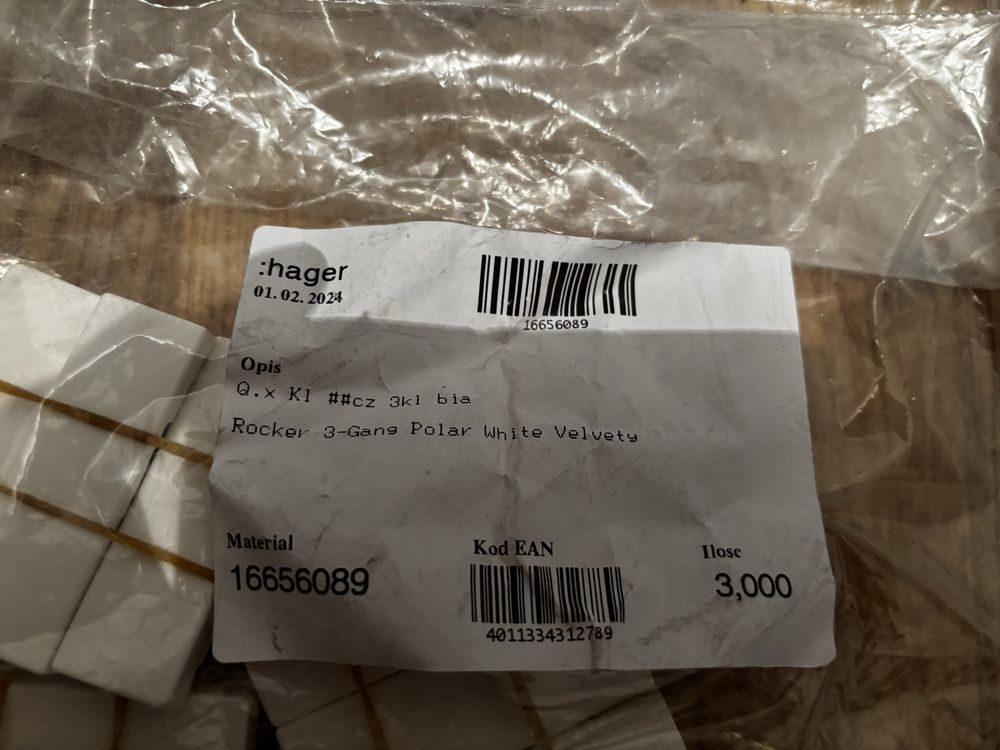 :hager
01.02.2024
16656089
Opis
Q.x Kl ##cz 3kl bia
Rocker 3-Gang Polar White Velvety
Material
16656089
Kod EAN
4011334312789
Ilosc
3,000